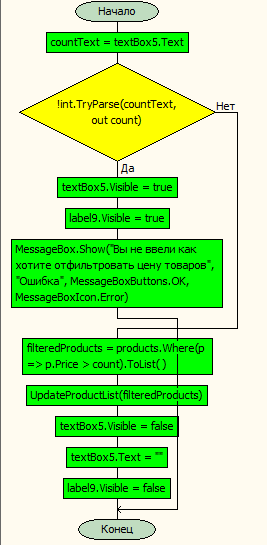 Начало
countText = textBox5.Text
!int.TryParse(countText,
out count)
Нет
Да
textBox5.Visible = true
label9.Visible = true
MessageBox.Show("Вы не ввели как
хотите отфильтровать цену товаров",
"Ошибка", MessageBoxButtons.OK,
MessageBoxIcon.Error)
filteredProducts = products.Where(p
=> p.Price > count).ToList( )
UpdateProductList(filteredProducts)
textBox5.Visible = false
textBox5.Text = ""
label9.Visible = false
Конец